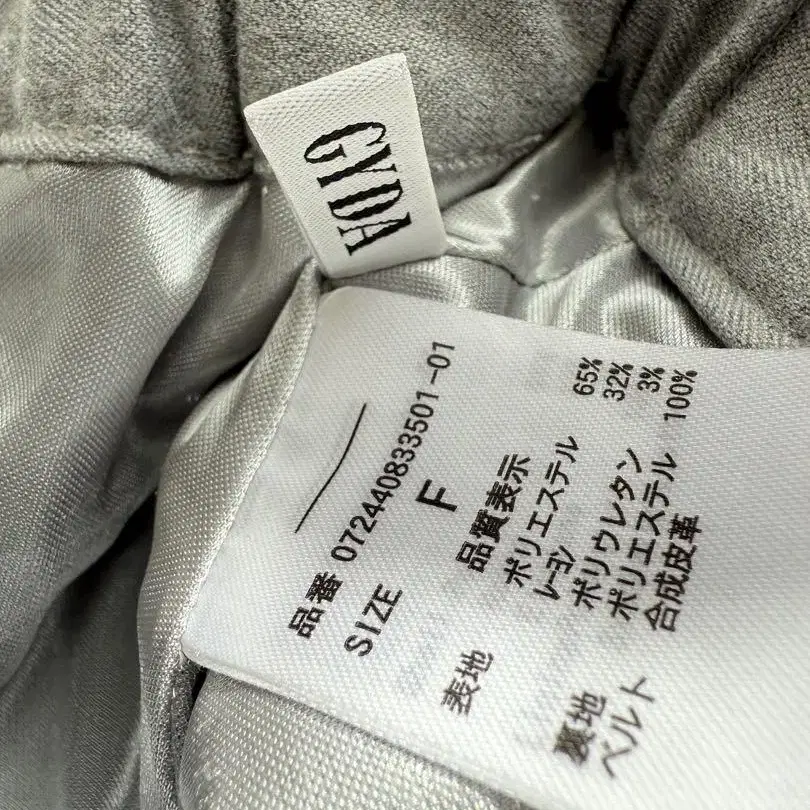 GYDA
品番 072440833501-01
SIZE F
品質表示
表地 ポリエステル 65%
レーヨン 32%
ポリウレタン 3%
裏地 ポリエステル 100%
ベルト 合成皮革